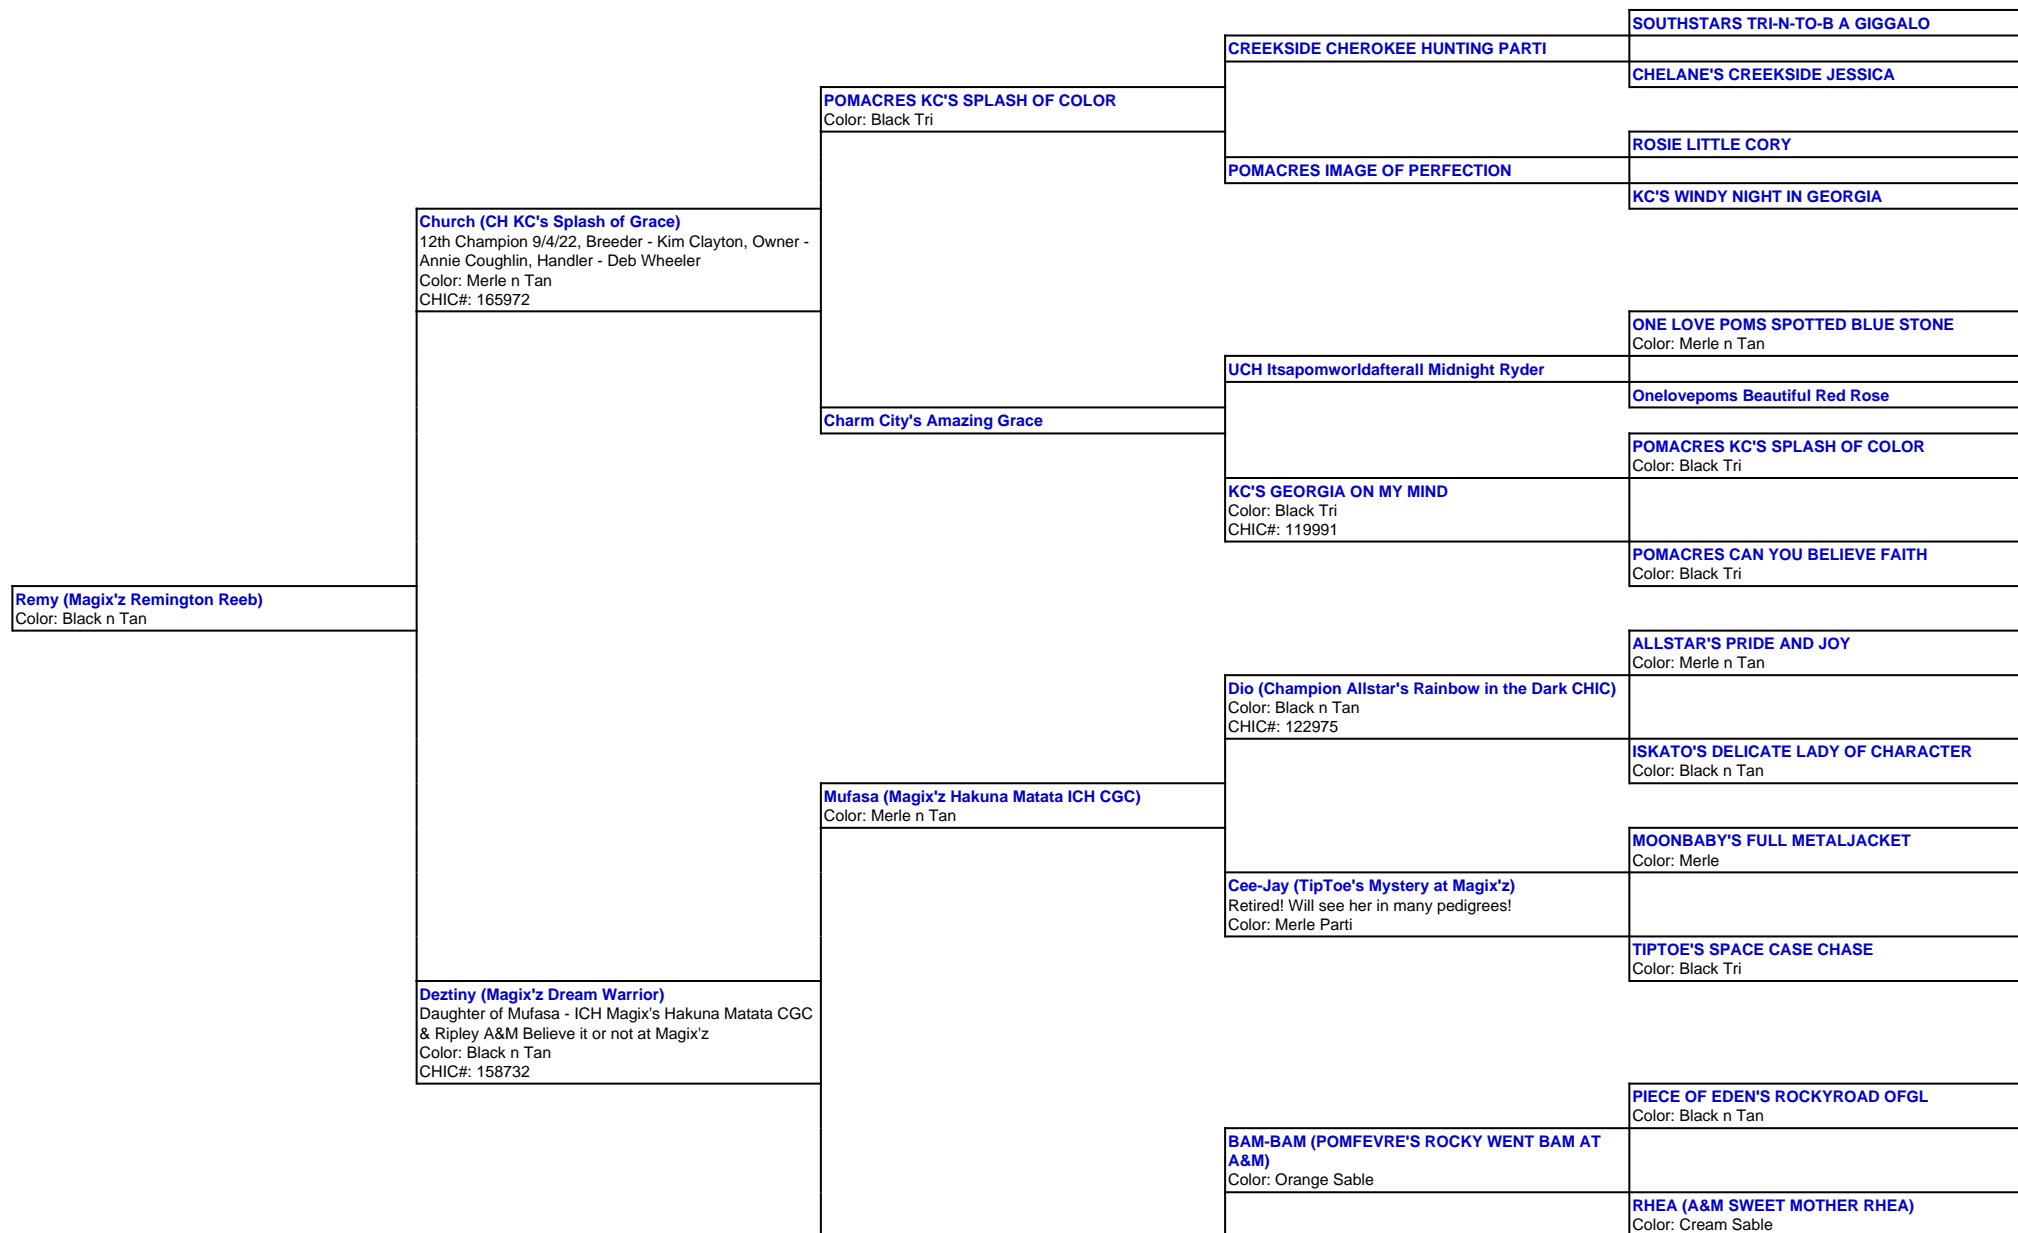 SOUTHSTARS TRI-N-TO-B A GIGGALO
CREEKSIDE CHEROKEE HUNTING PARTI
CHELANE'S CREEKSIDE JESSICA
POMACRES KC'S SPLASH OF COLOR
Color: Black Tri
ROSIE LITTLE CORY
POMACRES IMAGE OF PERFECTION
KC'S WINDY NIGHT IN GEORGIA
Church (CH KC's Splash of Grace)
12th Champion 9/4/22, Breeder - Kim Clayton, Owner -
Annie Coughlin, Handler - Deb Wheeler
Color: Merle n Tan
CHIC#: 165972
ONE LOVE POMS SPOTTED BLUE STONE
Color: Merle n Tan
UCH Itsapomworldafterall Midnight Ryder
Onelovepoms Beautiful Red Rose
Charm City's Amazing Grace
POMACRES KC'S SPLASH OF COLOR
Color: Black Tri
KC'S GEORGIA ON MY MIND
Color: Black Tri
CHIC#: 119991
POMACRES CAN YOU BELIEVE FAITH
Color: Black Tri
Remy (Magix'z Remington Reeb)
Color: Black n Tan
ALLSTAR'S PRIDE AND JOY
Color: Merle n Tan
Dio (Champion Allstar's Rainbow in the Dark CHIC)
Color: Black n Tan
CHIC#: 122975
ISKATO'S DELICATE LADY OF CHARACTER
Color: Black n Tan
Mufasa (Magix'z Hakuna Matata ICH CGC)
Color: Merle n Tan
MOONBABY'S FULL METALJACKET
Color: Merle
Cee-Jay (TipToe's Mystery at Magix'z)
Retired! Will see her in many pedigrees!
Color: Merle Parti
TIPTOE'S SPACE CASE CHASE
Color: Black Tri
Deztiny (Magix'z Dream Warrior)
Daughter of Mufasa - ICH Magix's Hakuna Matata CGC
& Ripley A&M Believe it or not at Magix'z
Color: Black n Tan
CHIC#: 158732
PIECE OF EDEN'S ROCKYROAD OFGL
Color: Black n Tan
BAM-BAM (POMFEVRE'S ROCKY WENT BAM AT
A&M)
Color: Orange Sable
RHEA (A&M SWEET MOTHER RHEA)
Color: Cream Sable